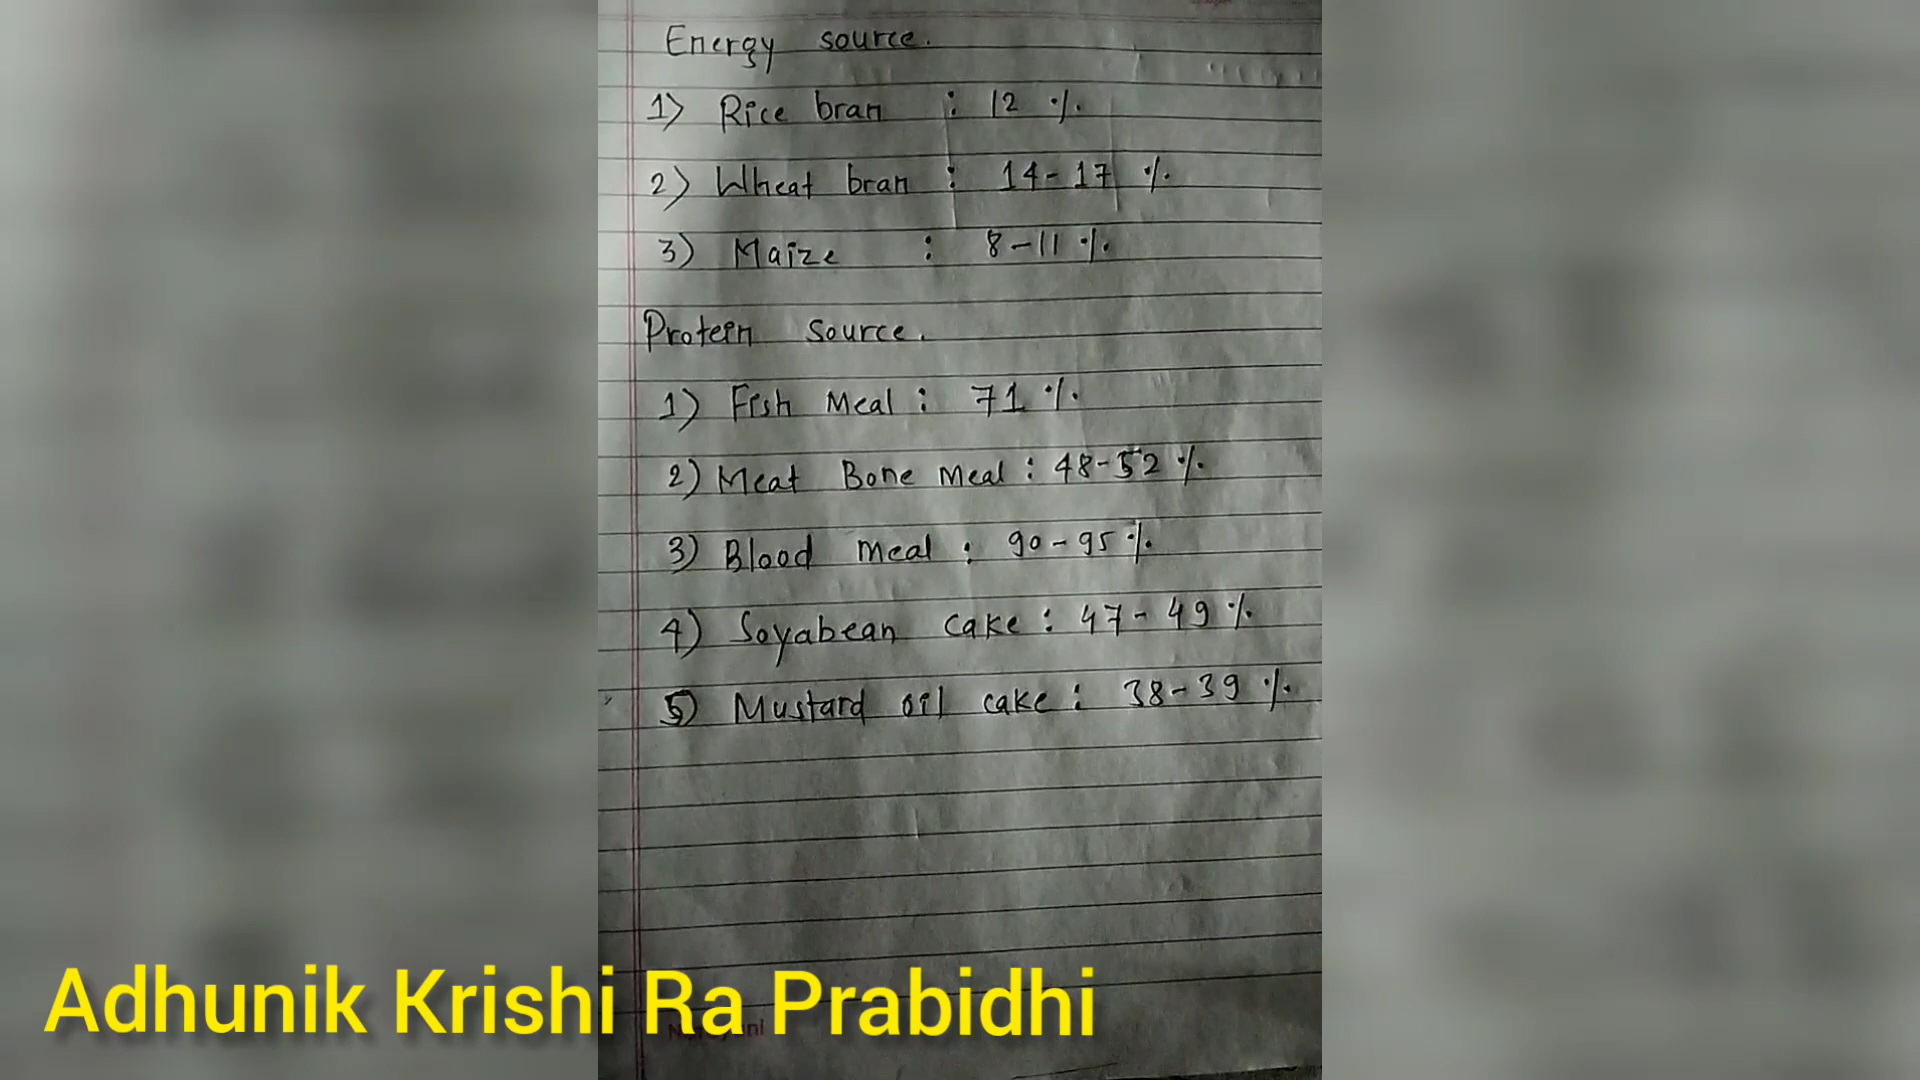 Energy source.
1) Rice bran : 12 %.
2) Wheat bran : 14-17 %.
3) Maize : 8-11 %.
Protein Source.
1) Fish Meal : 71 %.
2) Meat Bone Meal : 48-52 %.
3) Blood Meal : 90-95 %.
4) Soyabean cake : 47-49 %.
5) Mustard oil cake : 38-39 %.
Adhunik Krishi Ra Prabidhi